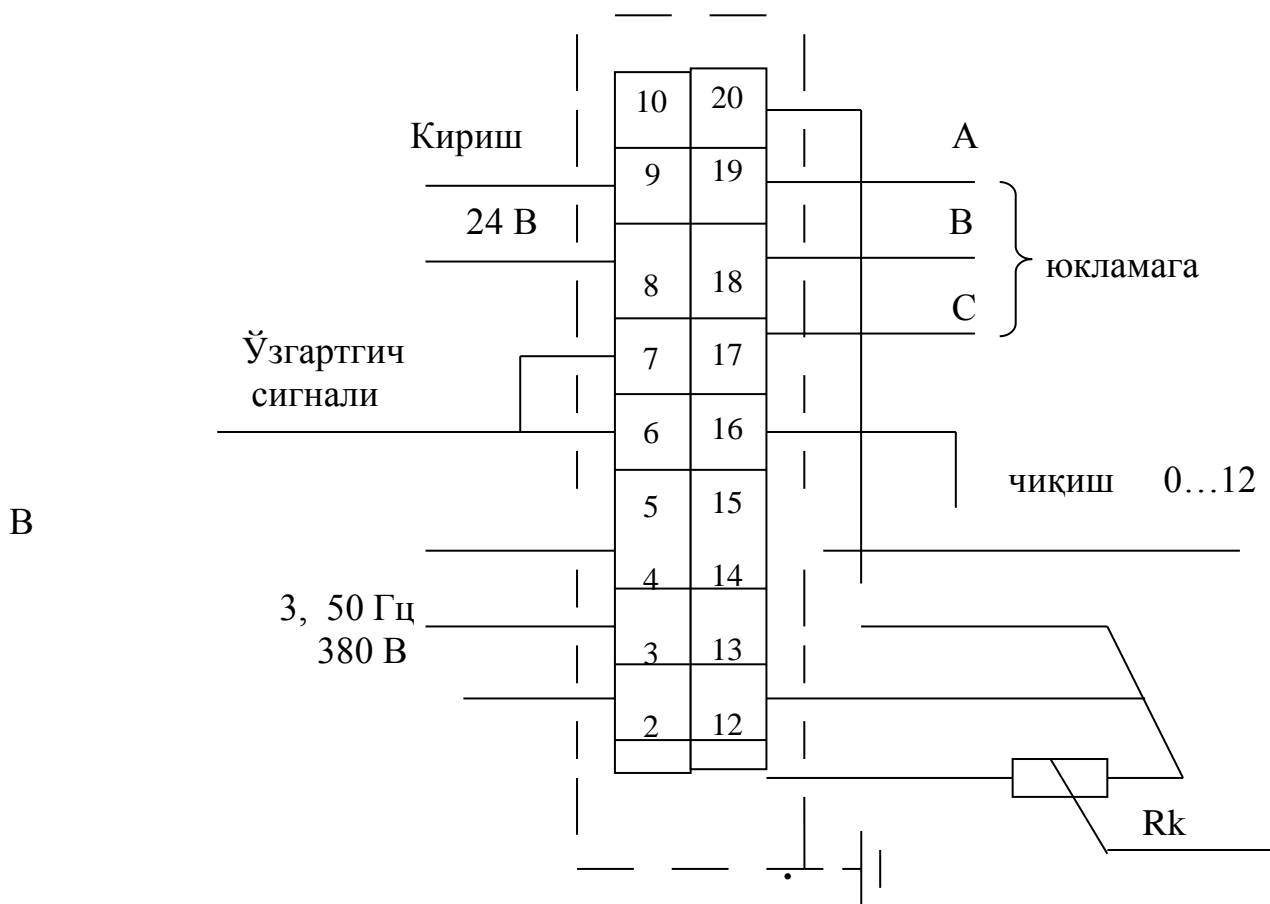 10 20
Кириш
А
9 19
24 В
В
8 18
юкламага
С
Ўзгартгич
7 17
сигнали
6 16
чиқиш 0…12
5 15
В
4 14
3, 50 Гц
3 13
380 В
2 12
Rk